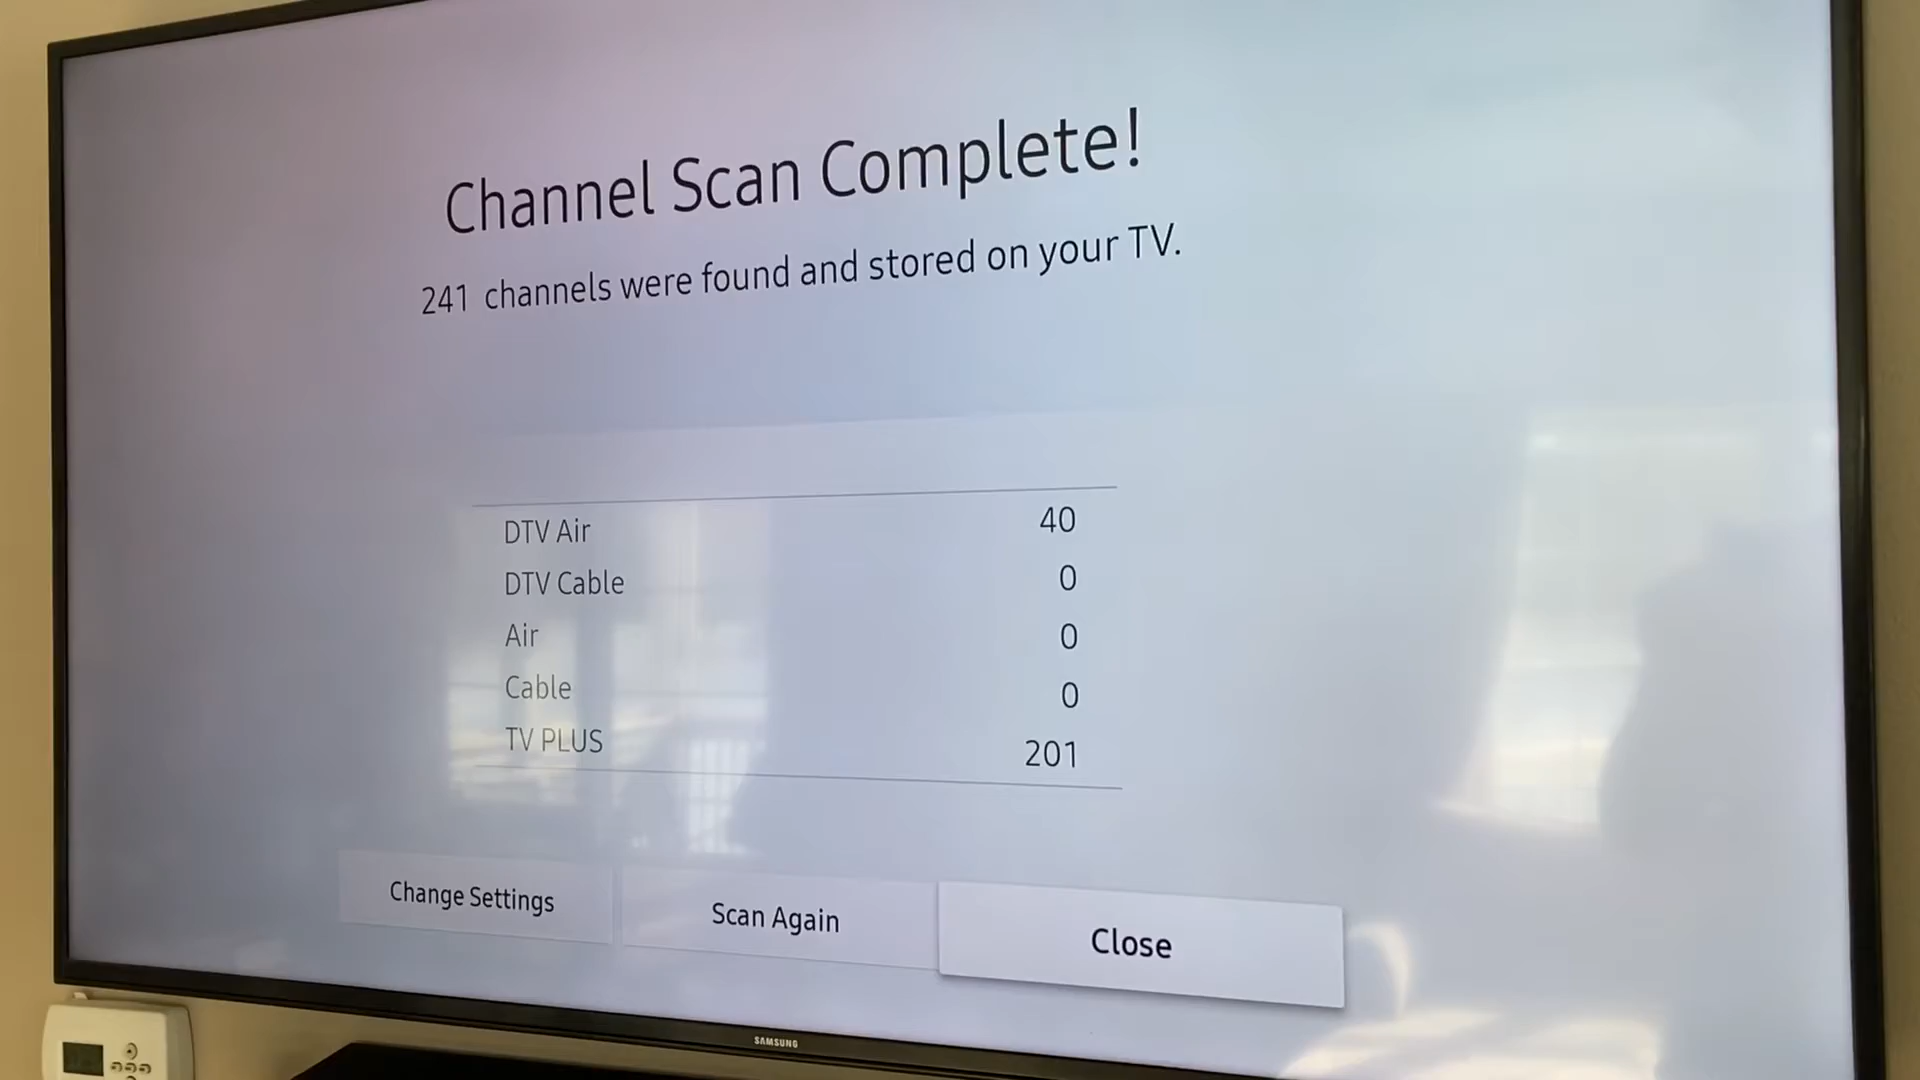 Channel Scan Complete!
241 channels were found and stored on your TV.
DTV Air 40
DTV Cable 0
Air 0
Cable 0
TV PLUS 201
Change Settings Scan Again Close
SAMSUNG